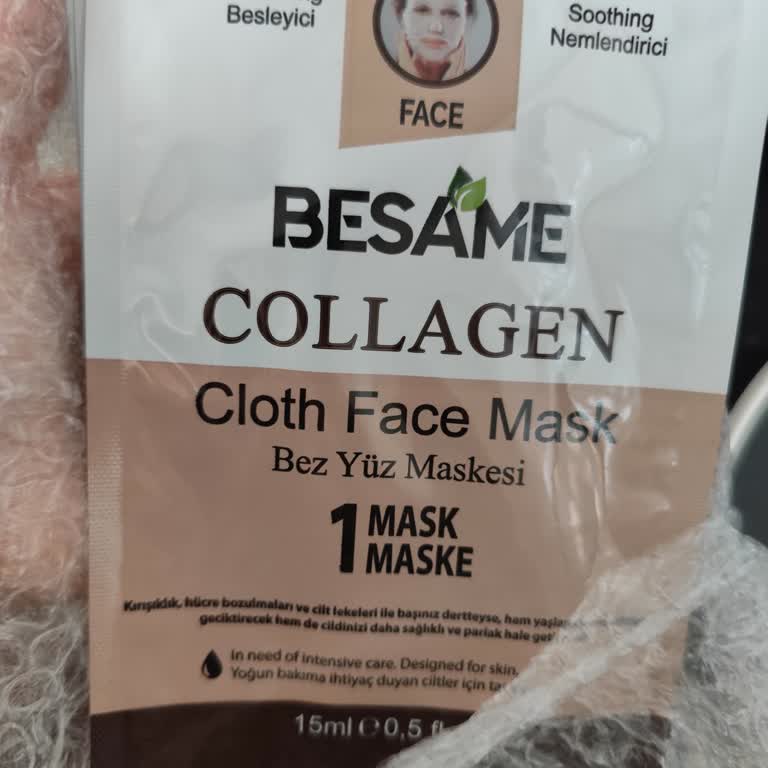 Besleyici
Soothing
Nemlendirici
FACE
BESAME
COLLAGEN
Cloth Face Mask
Bez Yüz Maskesi
1 MASK
MASKE
Kırışıklık, hücre bozulmaları ve cilt lekeleri ile başınız dertteyse, hem
geciktirecek hem de cildinizi daha sağlıklı ve parlak hale
In need of intensive care. Designed for skin.
Yoğun bakıma ihtiyaç duyan ciltler için
15ml ℮ 0,5